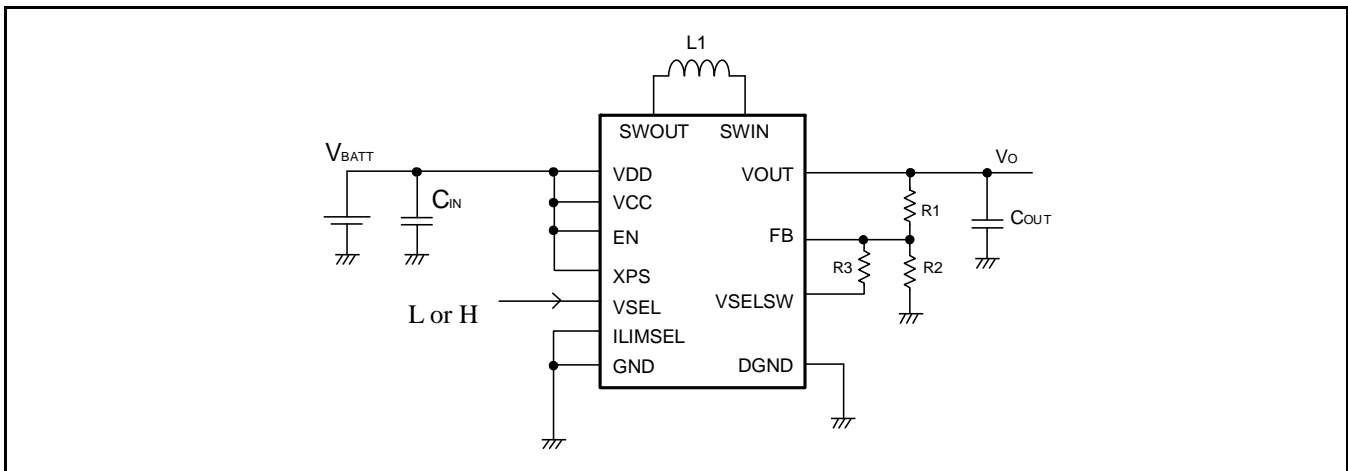 L1
SWOUT SWIN
VBATT
CIN
VDD
VCC
EN
XPS
VSEL
ILIMSEL
GND
L or H
VOUT
FB
VSELSW
DGND
VO
R1
R2
R3
COUT